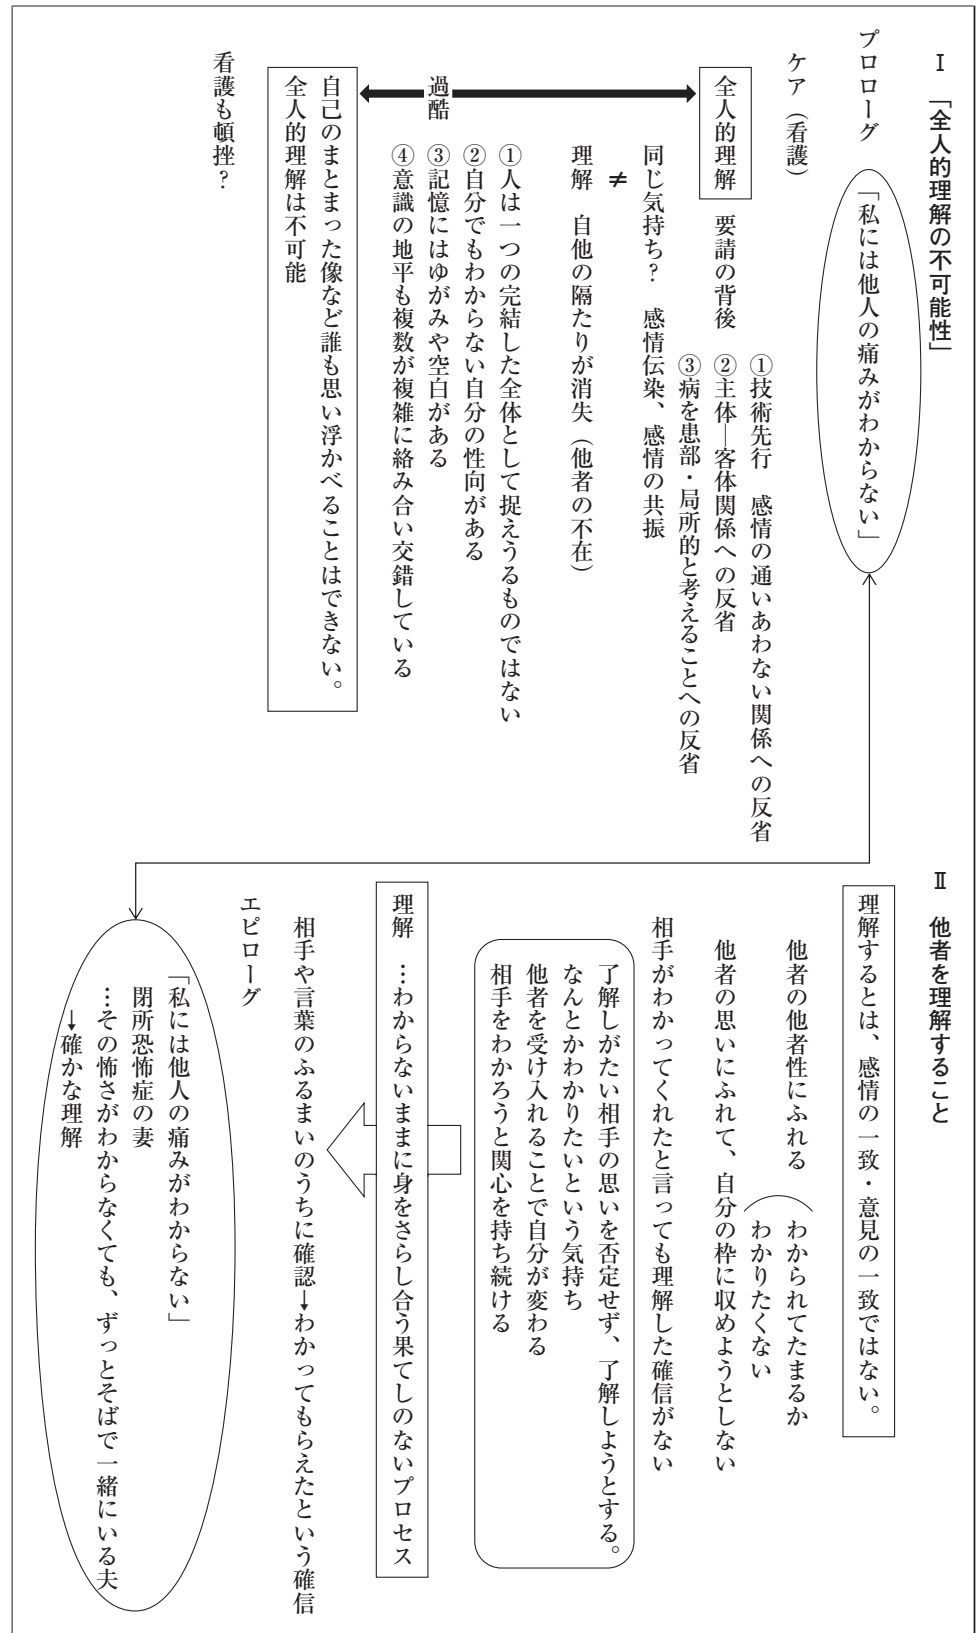 Ⅰ 「全人的理解の不可能性」
プロローグ
「私には他人の痛みがわからない」
ケア（看護）
全人的理解 要請の背後
①技術先行 感情の通いあわない関係への反省
②主体―客体関係への反省
③病を患部・局所的と考えることへの反省
同じ気持ち？ 感情伝染、感情の共振
≠
理解 自他の隔たりが消失（他者の不在）
過酷
①人は一つの完結した全体として捉えうるものではない
②自分でもわからない自分の性向がある
③記憶にはゆがみや空白がある
④意識の地平も複数が複雑に絡み合い交錯している
自己のまとまった像など誰も思い浮かべることはできない。
全人的理解は不可能
看護も頓挫？
Ⅱ 他者を理解すること
理解するとは、感情の一致・意見の一致ではない。
他者の他者性にふれる
わかられてたまるか
わかりたくない
他者の思いにふれて、自分の枠に収めようとしない
相手がわかってくれたと言っても理解した確信がない
了解しがたい相手の思いを否定せず、了解しようとする。
なんとかわかりたいという気持ち
他者を受け入れることで自分が変わる
相手をわかろうと関心を持ち続ける
理解 …わからないままに身をさらし合う果てしのないプロセス
相手や言葉のふるまいのうちに確認→わかってもらえたという確信
エピローグ
「私には他人の痛みがわからない」
閉所恐怖症の妻
…その怖さがわからなくても、ずっとそばで一緒にいる夫
→確かな理解